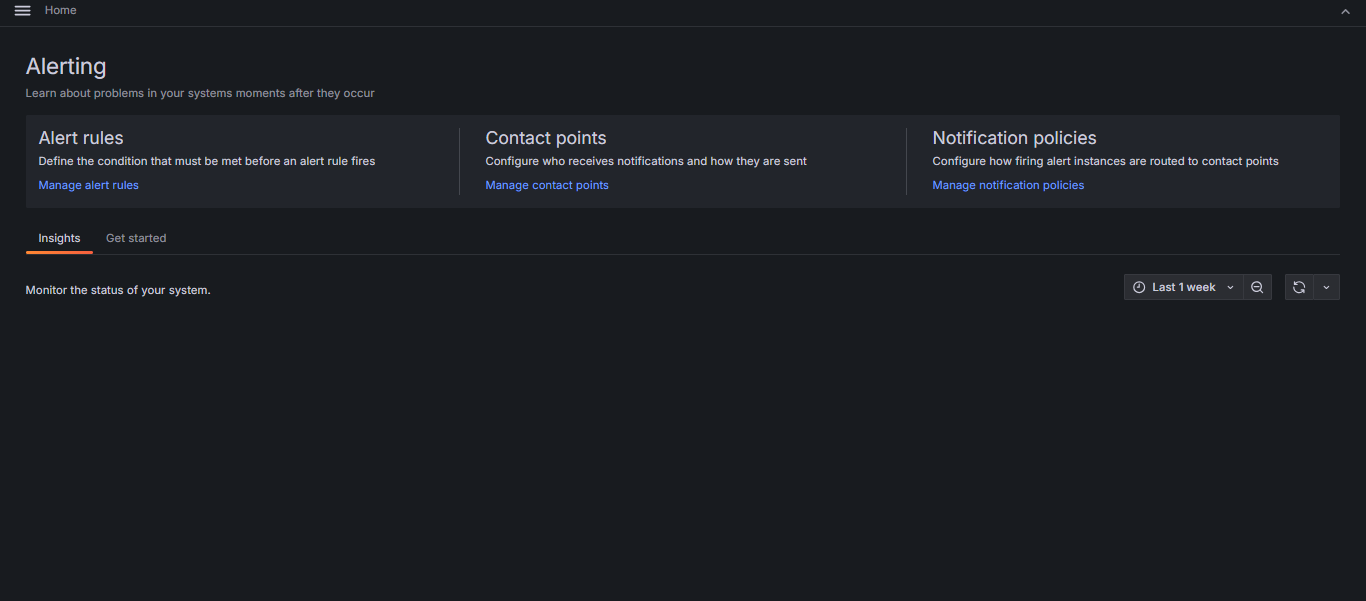 Home
Alerting
Learn about problems in your systems moments after they occur
Alert rules
Define the condition that must be met before an alert rule fires
Manage alert rules
Contact points
Configure who receives notifications and how they are sent
Manage contact points
Notification policies
Configure how firing alert instances are routed to contact points
Manage notification policies
Insights
Get started
Monitor the status of your system.
Last 1 week